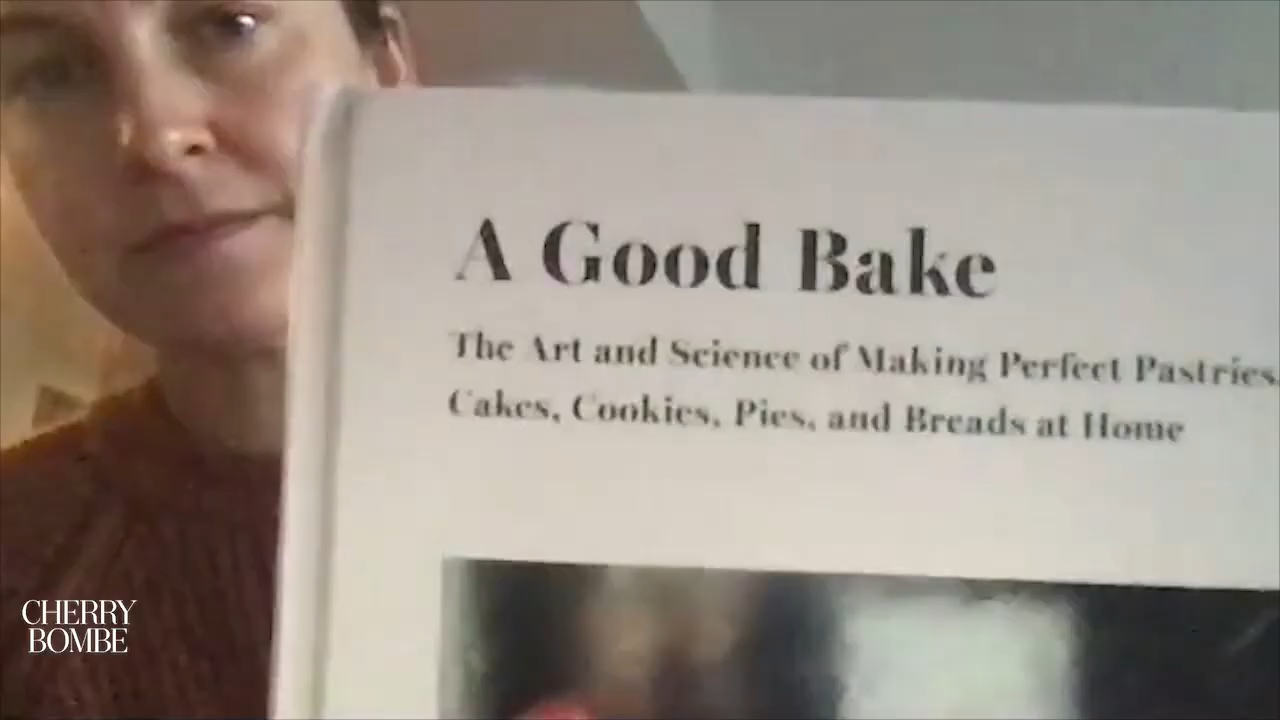 A Good Bake
The Art and Science of Making Perfect Pastries,
Cakes, Cookies, Pies, and Breads at Home
CHERRY
BOMBE